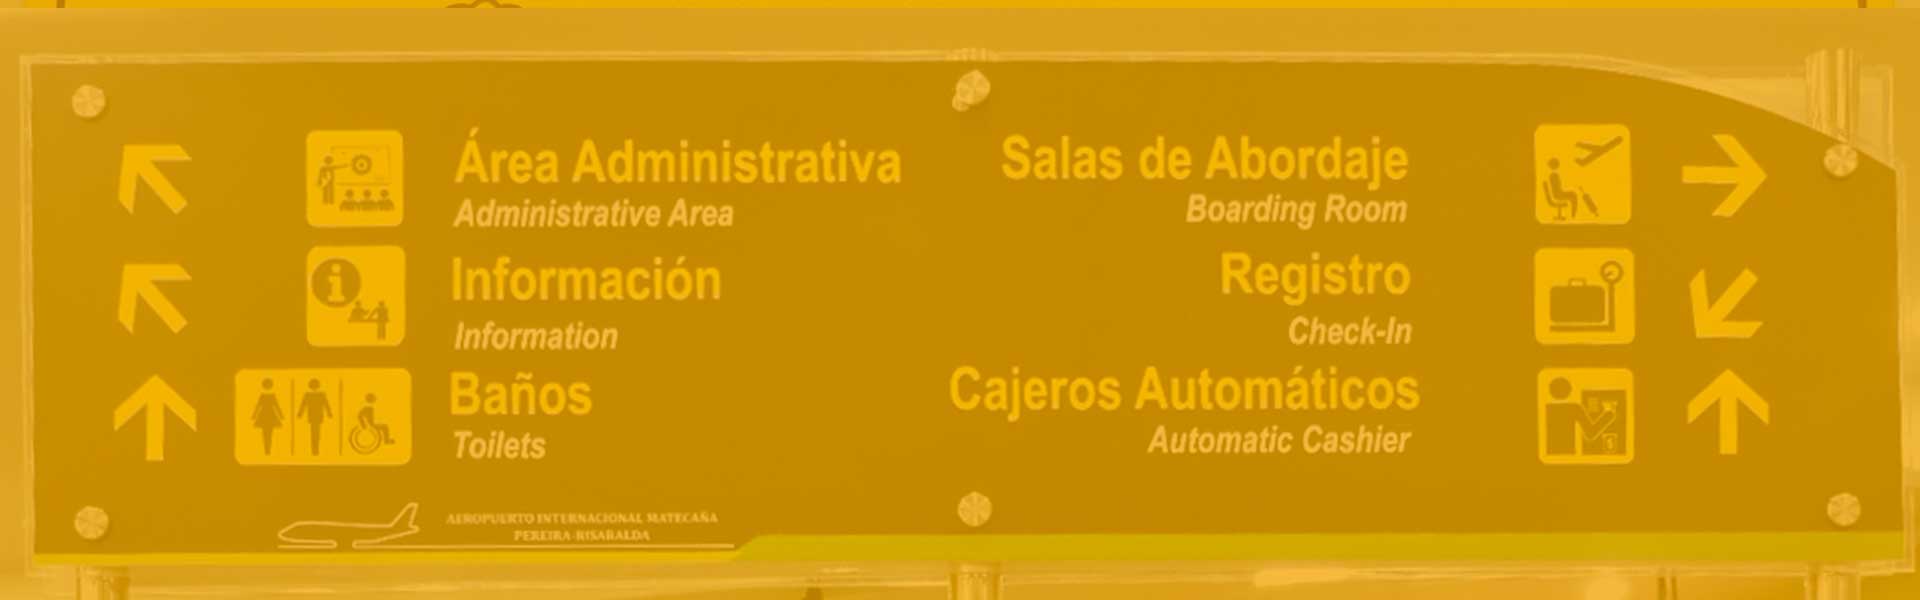 Área Administrativa
Administrative Area
Información
Information
Baños
Toilets
Salas de Abordaje
Boarding Room
Registro
Check-In
Cajeros Automáticos
Automatic Cashier
AEROPUERTO INTERNACIONAL MATECAÑA
PEREIRA-RISARALDA